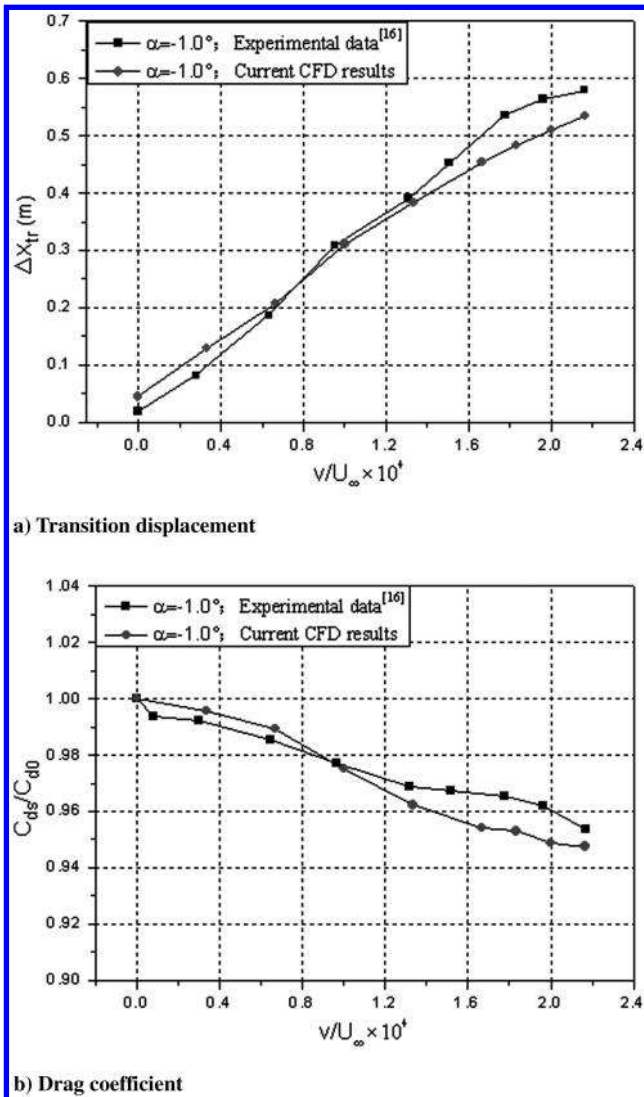 0.7
α=-1.0°; Experimental data[16]
α=-1.0°; Current CFD results
0.6
0.5
0.4
0.3
0.2
0.1
0.0
ΔXtr (m)
0.0 0.4 0.8 1.2 1.6 2.0 2.4
v/U∞×10⁴
a) Transition displacement
1.04
α=-1.0°; Experimental data[16]
α=-1.0°; Current CFD results
1.02
1.00
0.98
0.96
0.94
0.92
0.90
Cds/Cd0
0.0 0.4 0.8 1.2 1.6 2.0 2.4
v/U∞×10⁴
b) Drag coefficient